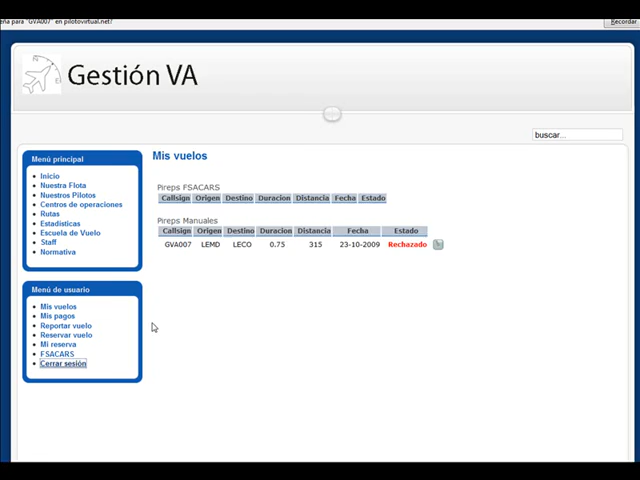 eña para "GVA007" en pilotovirtual.net?
Recordar
N
Gestión VA
buscar...
Menú principal
Inicio
Nuestra Flota
Nuestros Pilotos
Centros de operaciones
Rutas
Estadísticas
Escuela de Vuelo
Staff
Normativa
Menú de usuario
Mis vuelos
Mis pagos
Reportar vuelo
Reservar vuelo
Mi reserva
FSACARS
Cerrar sesión
Mis vuelos
Pireps FSACARS
Callsign Origen Destino Duracion Distancia Fecha Estado
Pireps Manuales
Callsign Origen Destino Duracion Distancia Fecha Estado
GVA007 LEMD LECO 0.75 315 23-10-2009 Rechazado